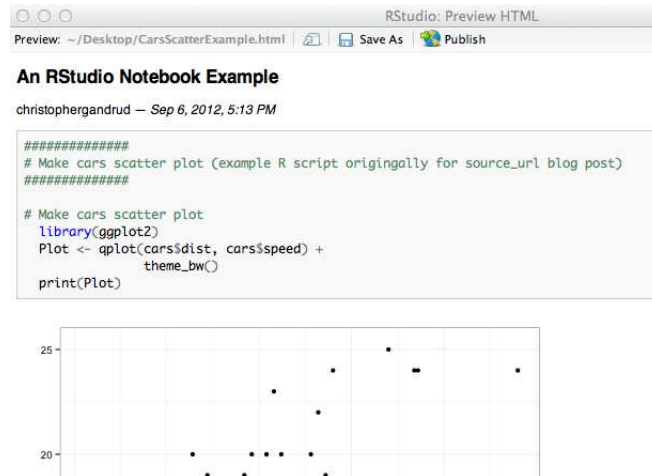 RStudio: Preview HTML
Preview: ~/Desktop/CarsScatterExample.html Save As Publish
An RStudio Notebook Example
christophergandrud — Sep 6, 2012, 5:13 PM
##############
# Make cars scatter plot (example R script origingally for source_url blog post)
##############
# Make cars scatter plot
library(ggplot2)
Plot <- qplot(cars$dist, cars$speed) +
theme_bw()
print(Plot)
25
20